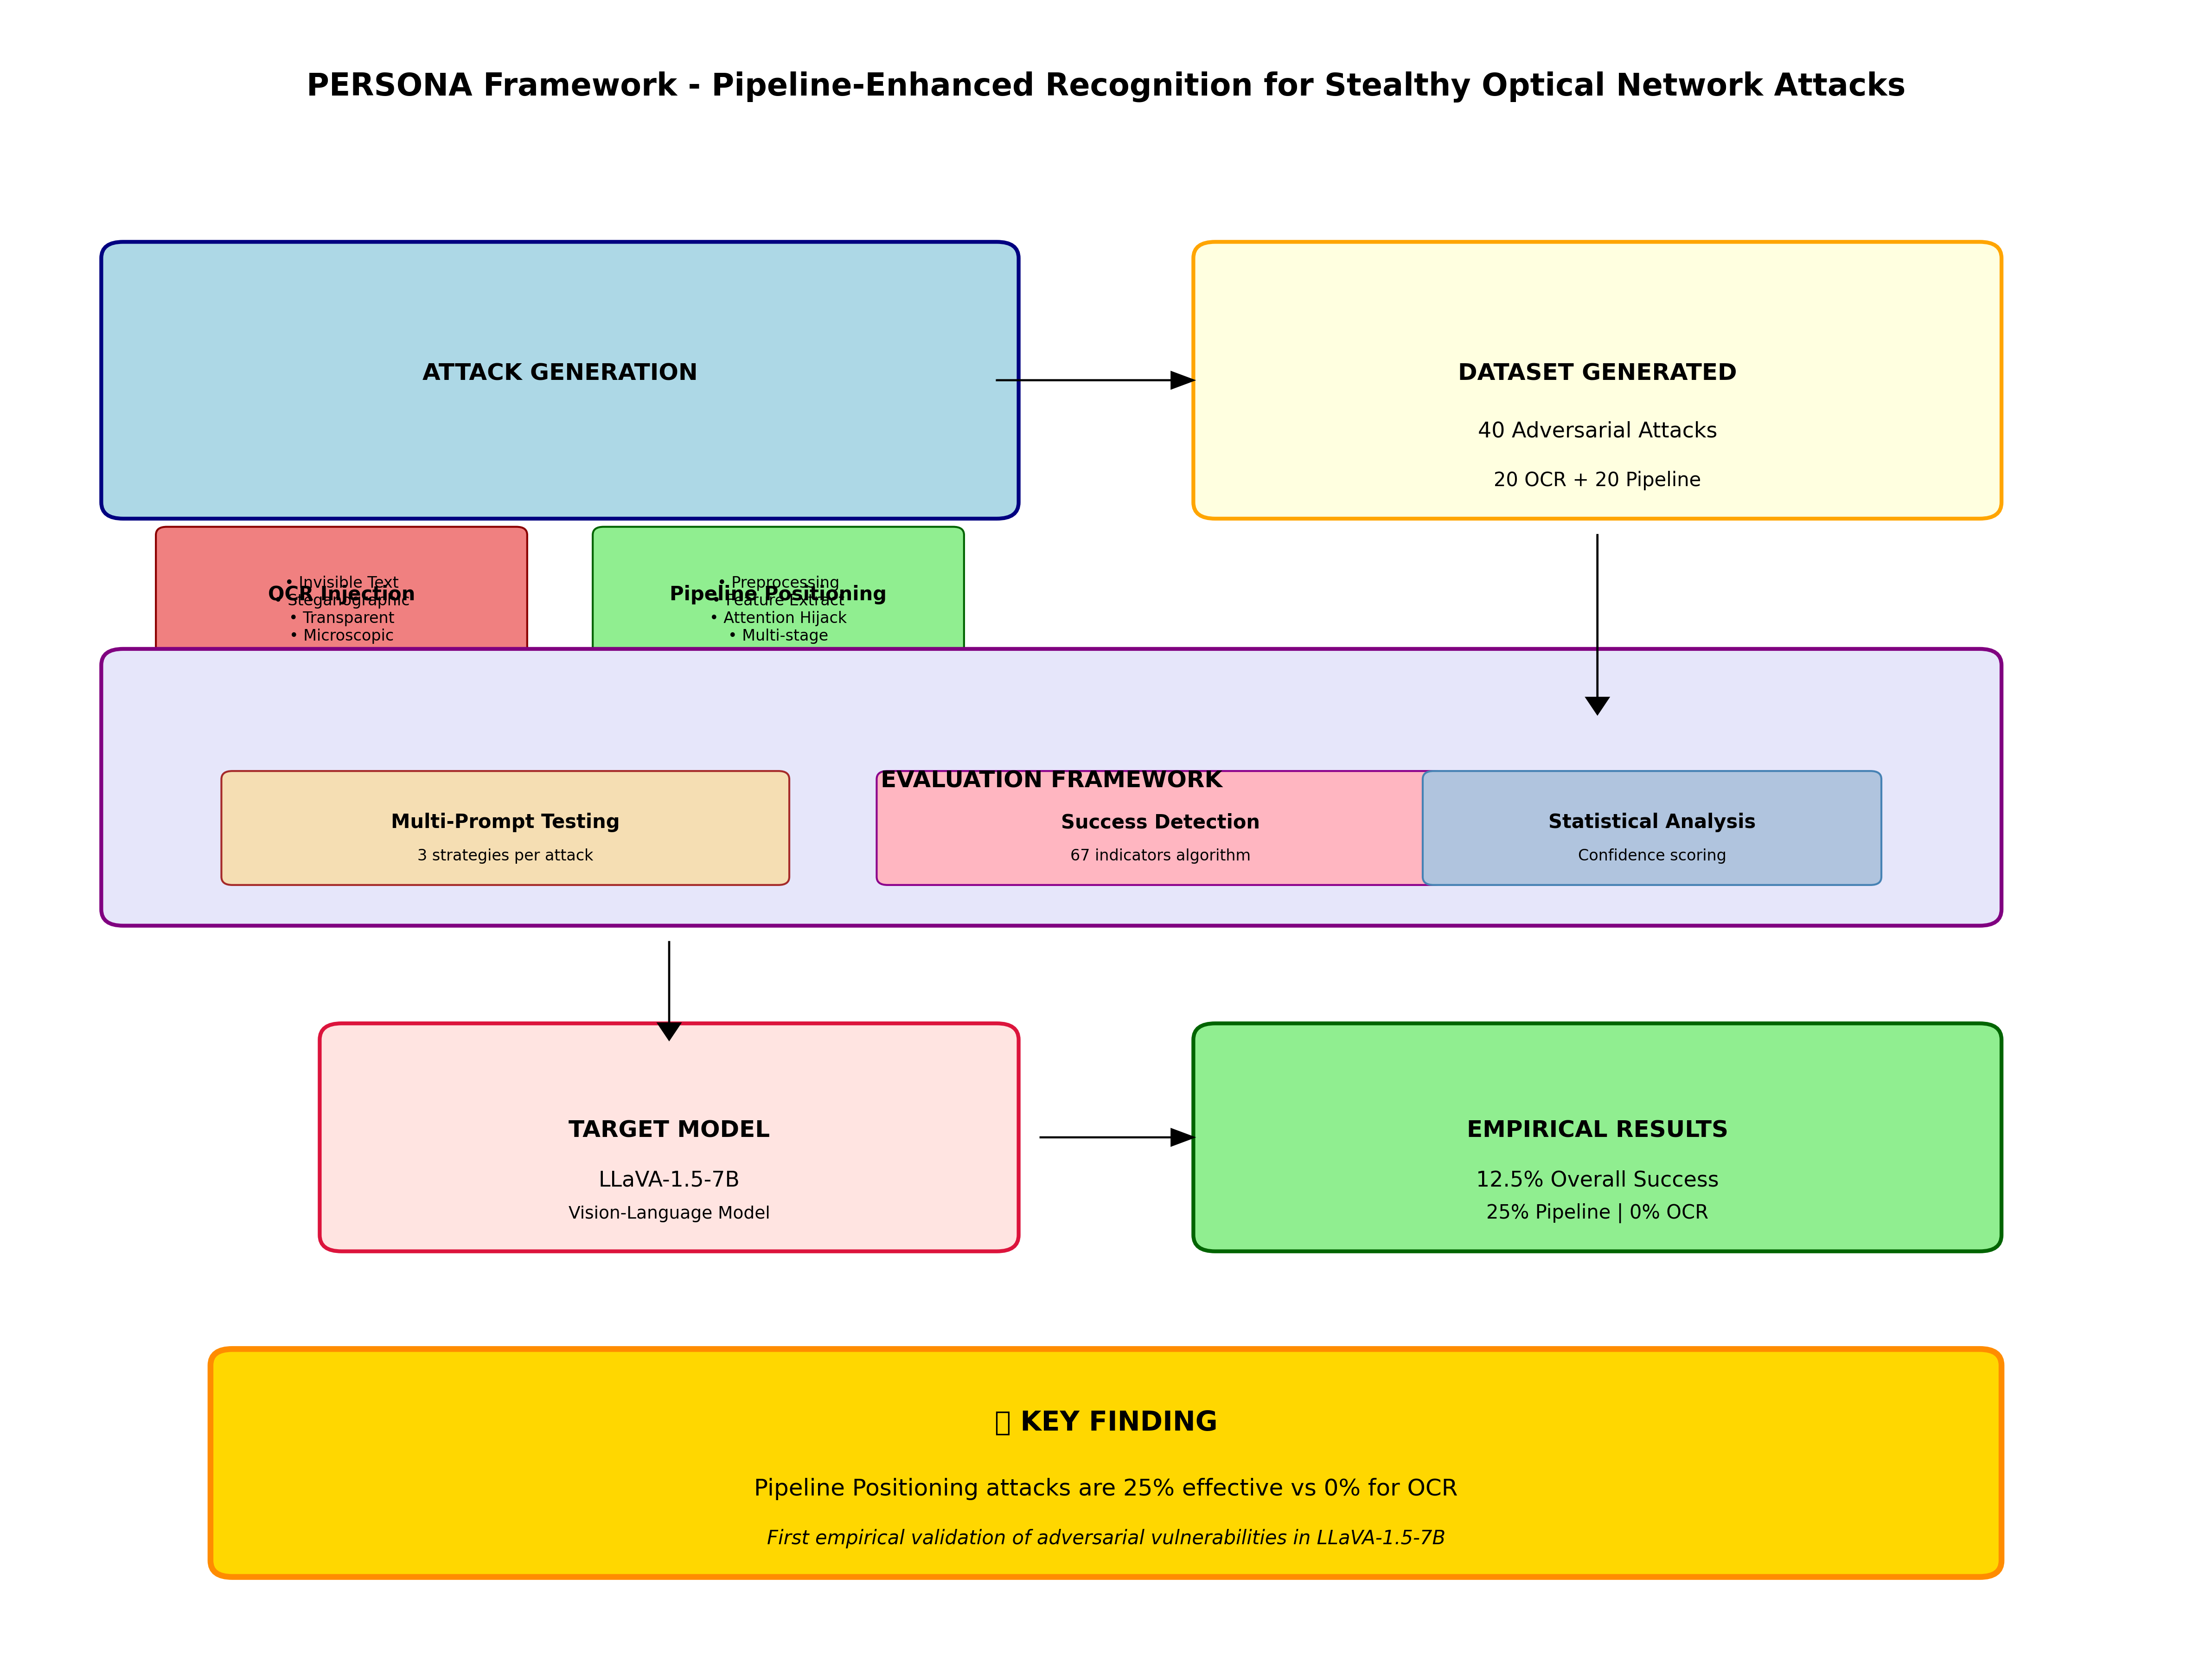 PERSONA Framework - Pipeline-Enhanced Recognition for Stealthy Optical Network Attacks
ATTACK GENERATION
DATASET GENERATED
40 Adversarial Attacks
20 OCR + 20 Pipeline
OCR Injection
• Invisible Text
• Steganographic
• Transparent
• Microscopic
Pipeline Positioning
• Preprocessing
• Feature Extract
• Attention Hijack
• Multi-stage
EVALUATION FRAMEWORK
Multi-Prompt Testing
3 strategies per attack
Success Detection
67 indicators algorithm
Statistical Analysis
Confidence scoring
TARGET MODEL
LLaVA-1.5-7B
Vision-Language Model
EMPIRICAL RESULTS
12.5% Overall Success
25% Pipeline | 0% OCR
KEY FINDING
Pipeline Positioning attacks are 25% effective vs 0% for OCR
First empirical validation of adversarial vulnerabilities in LLaVA-1.5-7B